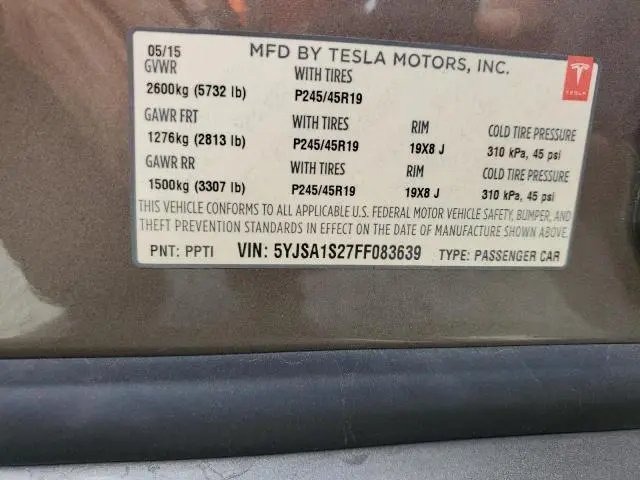 05/15 MFD BY TESLA MOTORS, INC.
GVWR WITH TIRES
2600kg (5732 lb) P245/45R19
TESLA
GAWR FRT WITH TIRES RIM COLD TIRE PRESSURE
1276kg (2813 lb) P245/45R19 19X8 J 310 kPa, 45 psi
GAWR RR WITH TIRES RIM COLD TIRE PRESSURE
1500kg (3307 lb) P245/45R19 19X8 J 310 kPa, 45 psi
THIS VEHICLE CONFORMS TO ALL APPLICABLE U.S. FEDERAL MOTOR VEHICLE SAFETY, BUMPER, AND
THEFT PREVENTION STANDARDS IN EFFECT ON THE DATE OF MANUFACTURE SHOWN ABOVE.
PNT: PPTI VIN: 5YJSA1S27FF083639 TYPE: PASSENGER CAR